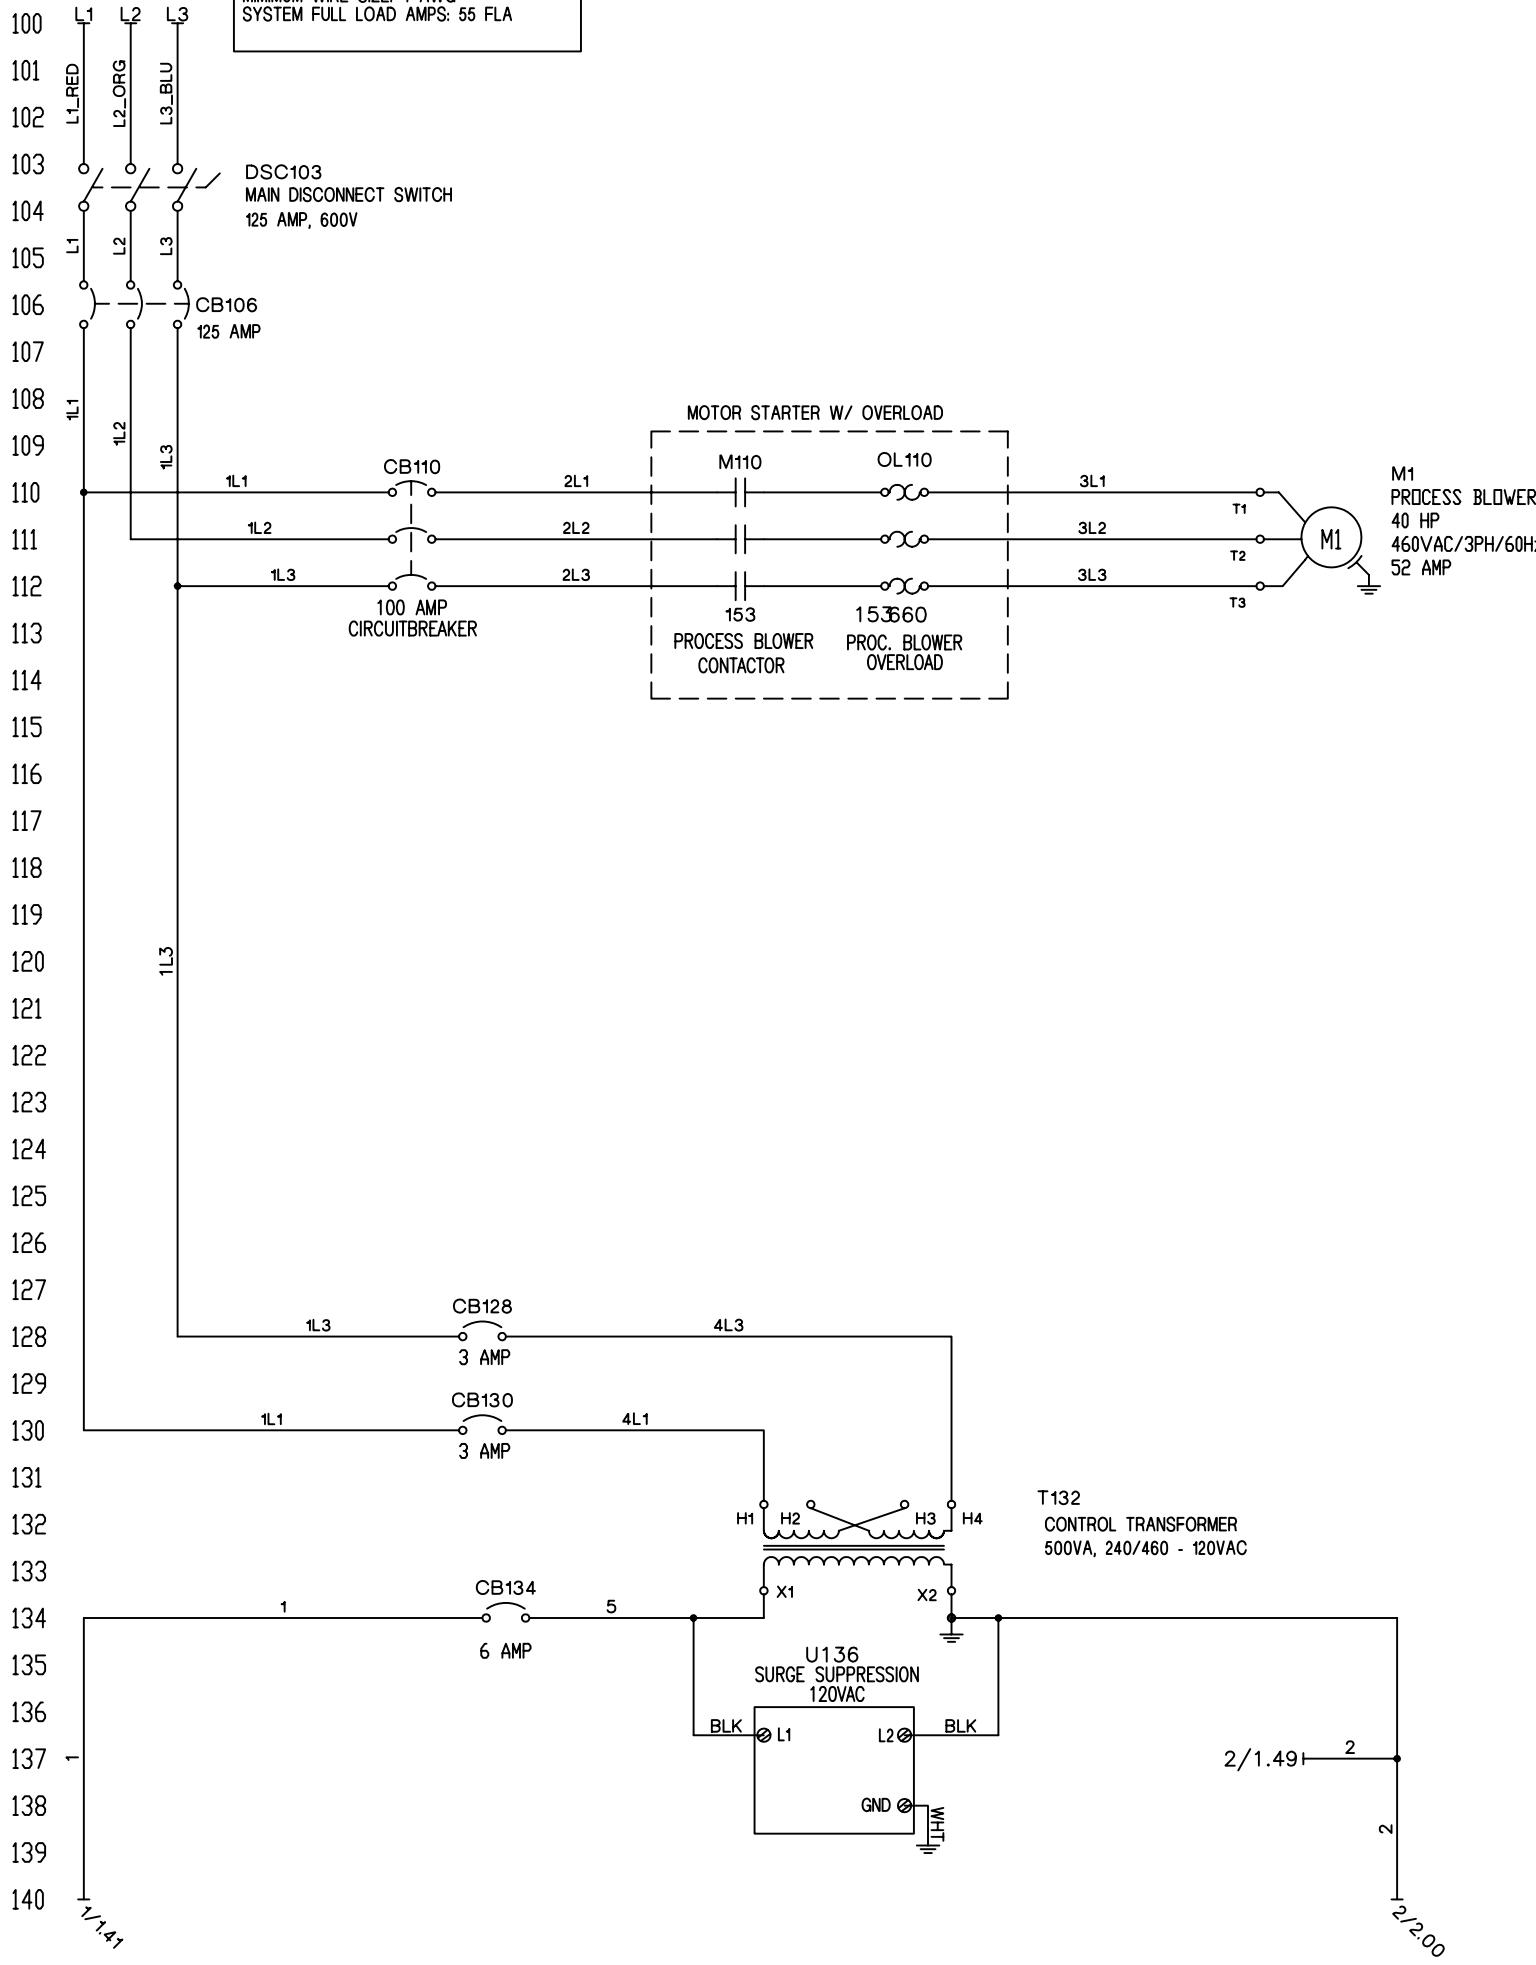 SYSTEM FULL LOAD AMPS: 55 FLA
100 L1 L2 L3
101
L1_RED
L2_ORG
L3_BLU
102
103
DSC103
MAIN DISCONNECT SWITCH
104
125 AMP, 600V
L1
L2
L3
105
106
CB106
125 AMP
107
108
1L1
1L2
1L3
MOTOR STARTER W/ OVERLOAD
109
CB110
M110
OL110
M1
110
1L1
2L1
3L1
T1
PROCESS BLOWER
40 HP
111
1L2
2L2
3L2
T2
M1
460VAC/3PH/60Hz
52 AMP
112
1L3
2L3
3L3
T3
100 AMP
CIRCUITBREAKER
153
PROCESS BLOWER
CONTACTOR
660
PROC. BLOWER
OVERLOAD
113
114
115
116
117
118
119
120
1L3
121
122
123
124
125
126
127
CB128
128
1L3
4L3
3 AMP
129
CB130
130
1L1
4L1
3 AMP
131
T132
132
H1 H2 H3 H4
CONTROL TRANSFORMER
500VA, 240/460 - 120VAC
133
CB134
X1 X2
134
1
5
6 AMP
135
U136
SURGE SUPPRESSION
120VAC
136
BLK L1 L2 BLK
137
1
2/1.49
2
138
GND
WHT
2
139
140
1/1.41
2/2.00